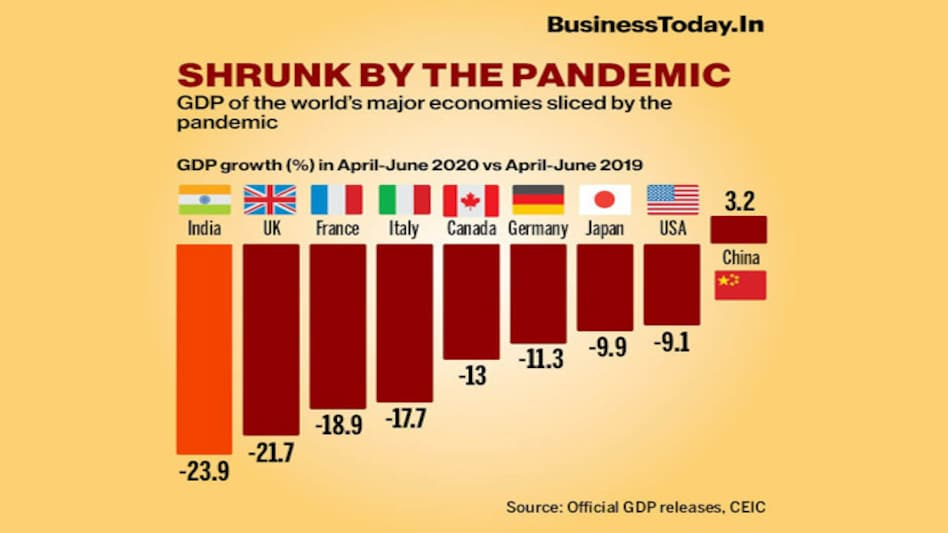 BusinessToday.In
SHRUNK BY THE PANDEMIC
GDP of the world's major economies sliced by the
pandemic
GDP growth (%) in April-June 2020 vs April-June 2019
India UK France Italy Canada Germany Japan USA
3.2
China
-23.9
-21.7
-18.9
-17.7
-13
-11.3
-9.9
-9.1
Source: Official GDP releases, CEIC